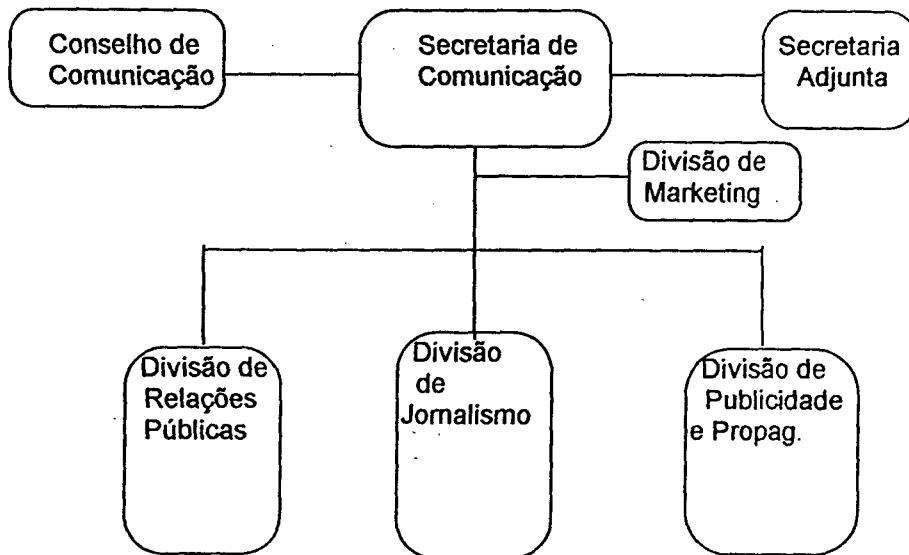 Conselho de
Comunicação
Secretaria de
Comunicação
Secretaria
Adjunta
Divisão de
Marketing
Divisão de
Relações
Públicas
Divisão
de
Jornalismo
Divisão de
Publicidade
e Propag.